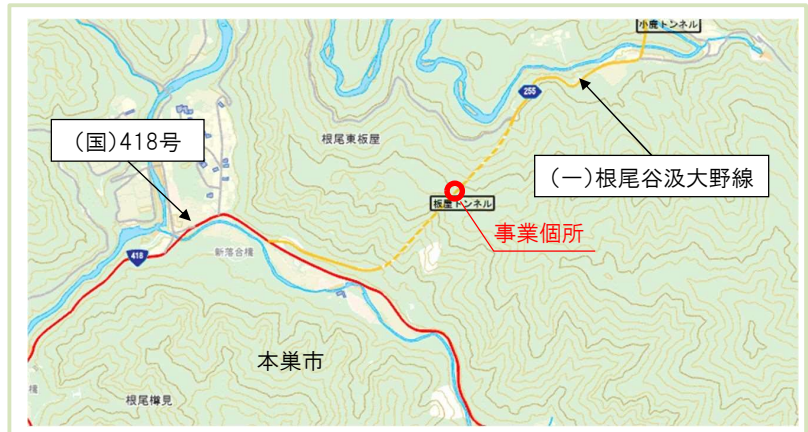 小鹿トンネル
255
(国)418号
根尾東板屋
(一)根尾谷汲大野線
板屋トンネル
事業個所
新落合橋
418
本巣市
橋
根尾樽見